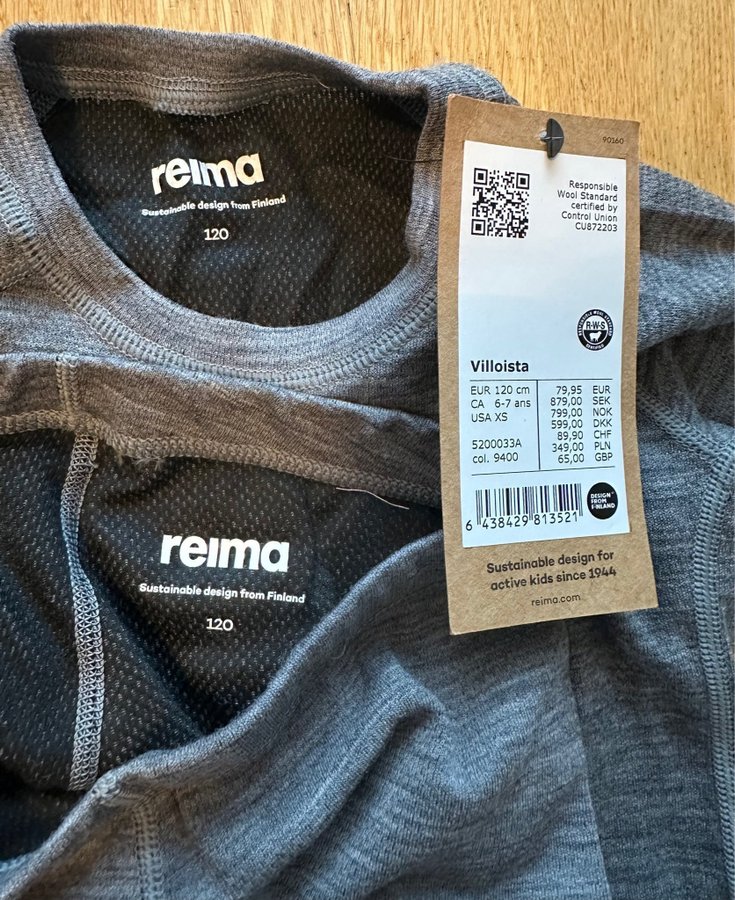 reima
Sustainable design from Finland
120
90160
Responsible
Wool Standard
certified by
Control Union
CU872203
R·W·S
CERTIFIED
Villoista
EUR 120 cm 79,95 EUR
CA 6-7 ans 879,00 SEK
USA XS 799,00 NOK
599,00 DKK
89,90 CHF
5200033A 349,00 PLN
col. 9400 65,00 GBP
6 438429 813521
DESIGN
FROM
FINLAND
Sustainable design for
active kids since 1944
reima.com
reima
Sustainable design from Finland
120